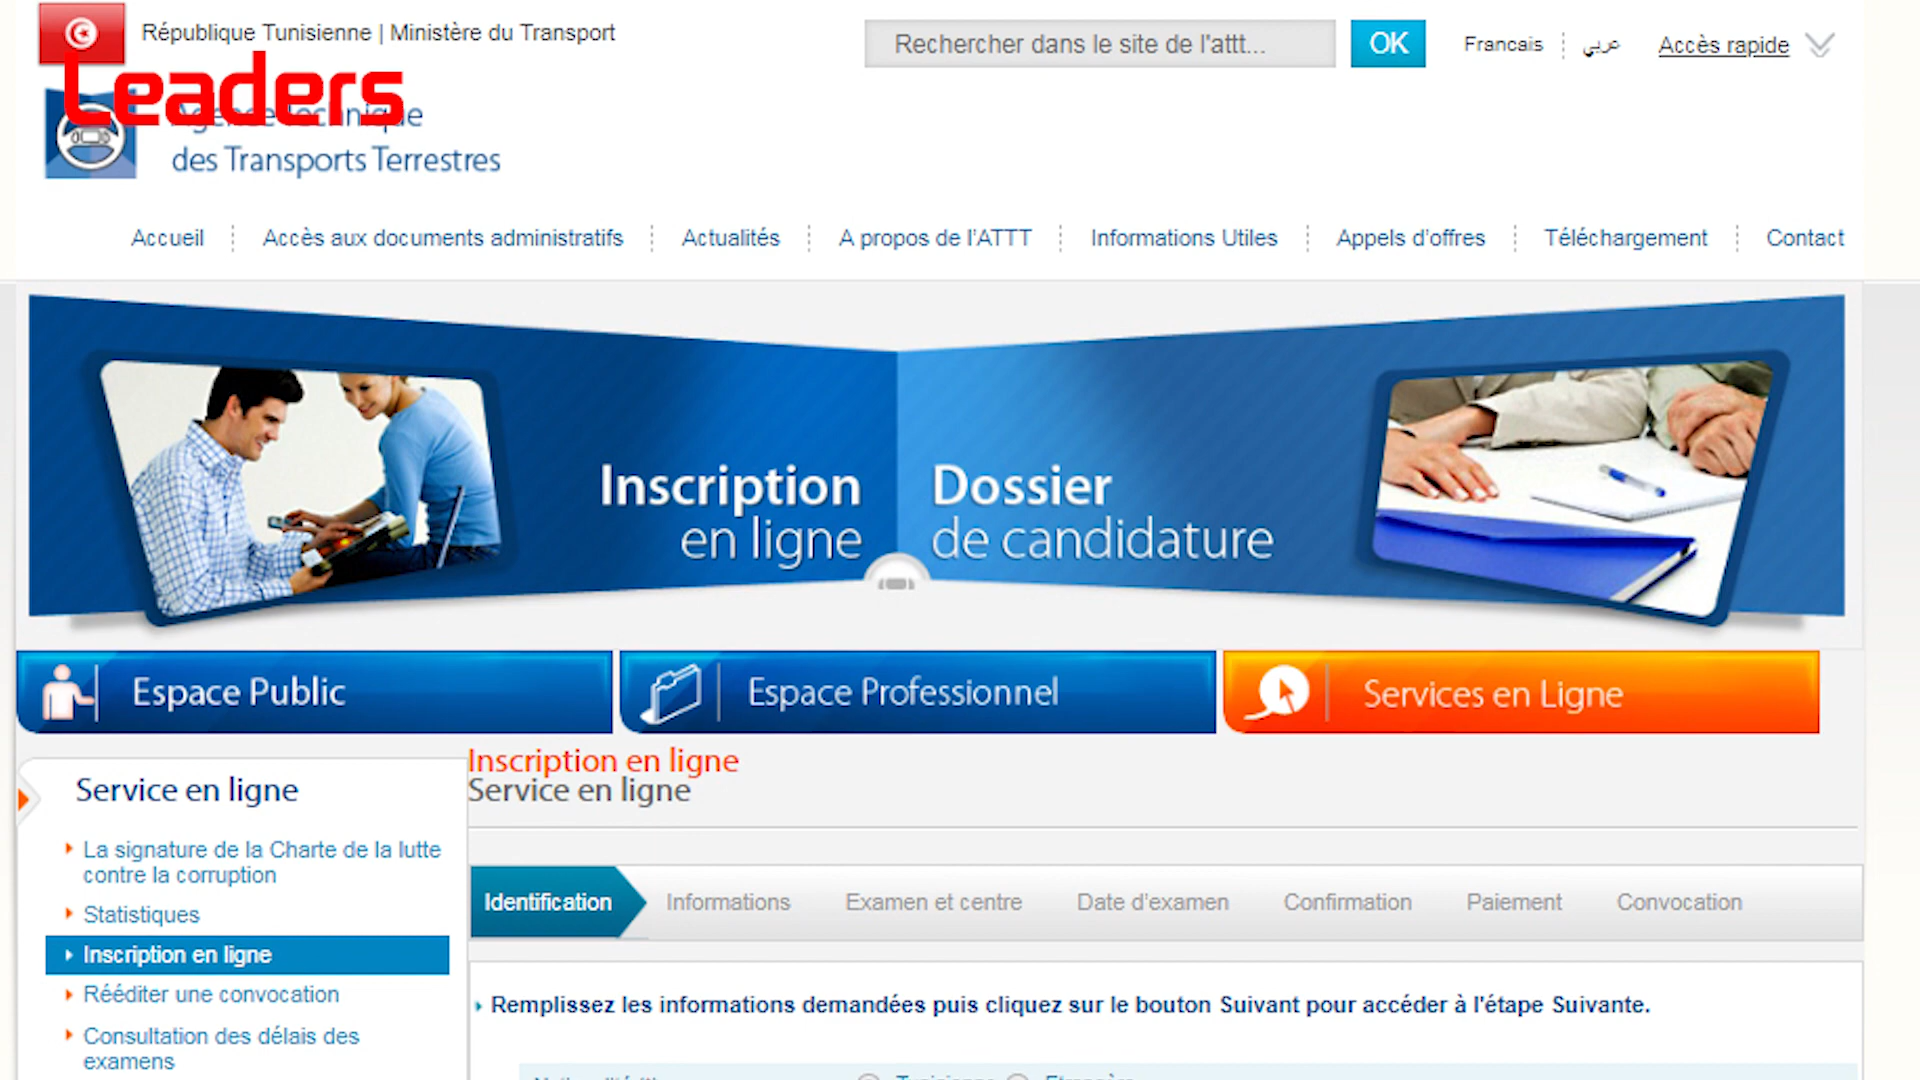 République Tunisienne | Ministère du Transport
Leaders
Agence Technique
des Transports Terrestres
Rechercher dans le site de l'attt...
OK
Francais
عربي
Accès rapide
Accueil
Accès aux documents administratifs
Actualités
A propos de l'ATTT
Informations Utiles
Appels d'offres
Téléchargement
Contact
Inscription
en ligne
Dossier
de candidature
Espace Public
Espace Professionnel
Services en Ligne
Service en ligne
La signature de la Charte de la lutte
contre la corruption
Statistiques
Inscription en ligne
Rééditer une convocation
Consultation des délais des
examens
Inscription en ligne
Service en ligne
Identification
Informations
Examen et centre
Date d'examen
Confirmation
Paiement
Convocation
Remplissez les informations demandées puis cliquez sur le bouton Suivant pour accéder à l'étape Suivante.